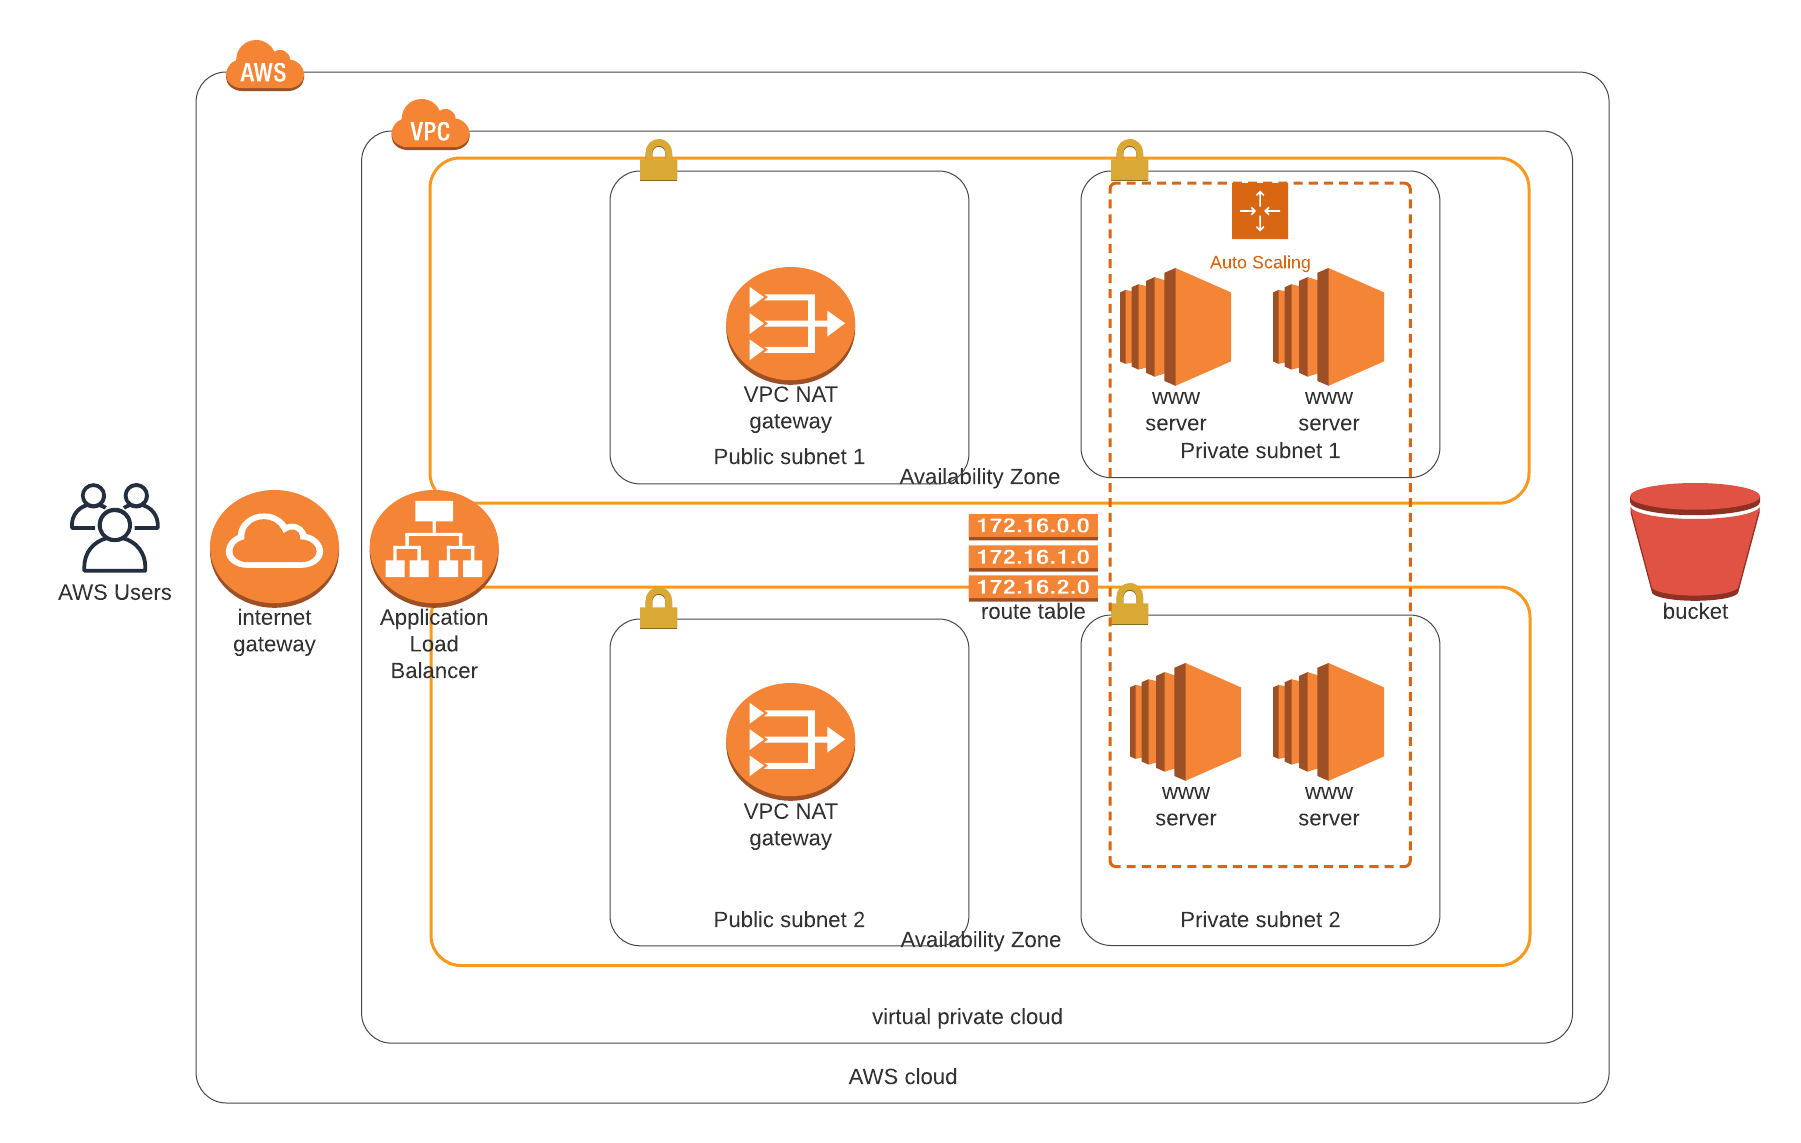 AWS
VPC
Auto Scaling
VPC NAT
gateway
Public subnet 1
www
server
www
server
Private subnet 1
Availability Zone
AWS Users
internet
gateway
Application
Load
Balancer
172.16.0.0
172.16.1.0
172.16.2.0
route table
bucket
VPC NAT
gateway
www
server
www
server
Public subnet 2
Private subnet 2
Availability Zone
virtual private cloud
AWS cloud